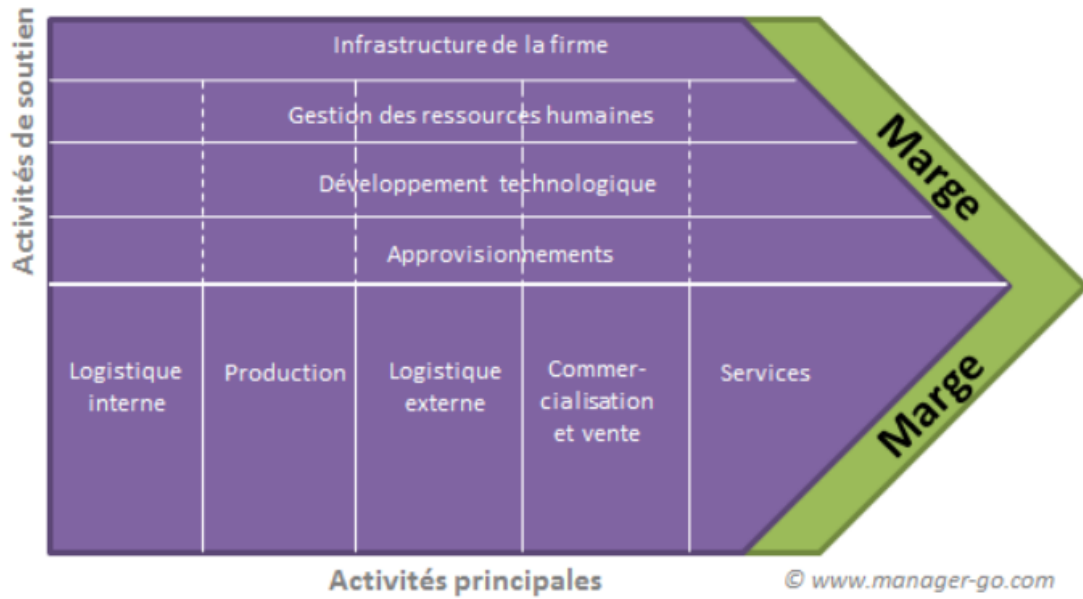 Activités de soutien
Infrastructure de la firme
Gestion des ressources humaines
Développement technologique
Approvisionnements
Marge
Logistique
interne
Production
Logistique
externe
Commer-
cialisation
et vente
Services
Marge
Activités principales
© www.manager-go.com